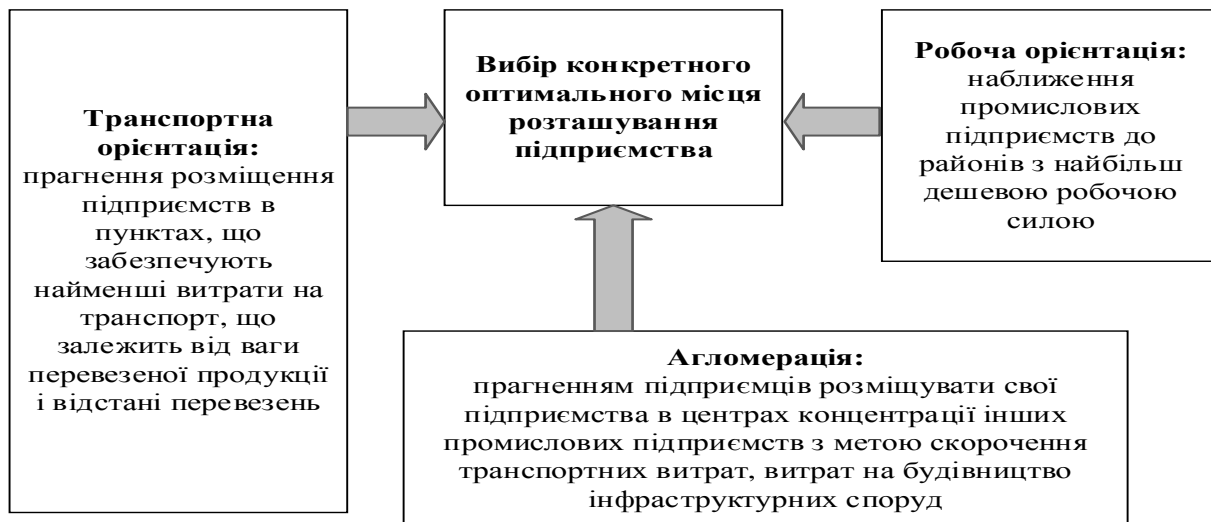 Транспортна
орієнтація:
прагнення розміщення
підприємств в
пунктах, що
забезпечують
найменші витрати на
транспорт, що
залежить від ваги
перевезеної продукції
і відстані перевезень
Вибір конкретного
оптимального місця
розташування
підприємства
Робоча орієнтація:
наближення
промислових
підприємств до
районів з найбільш
дешевою робочою
силою
Агломерація:
прагненням підприємців розміщувати свої
підприємства в центрах концентрації інших
промислових підприємств з метою скорочення
транспортних витрат, витрат на будівництво
інфраструктурних споруд